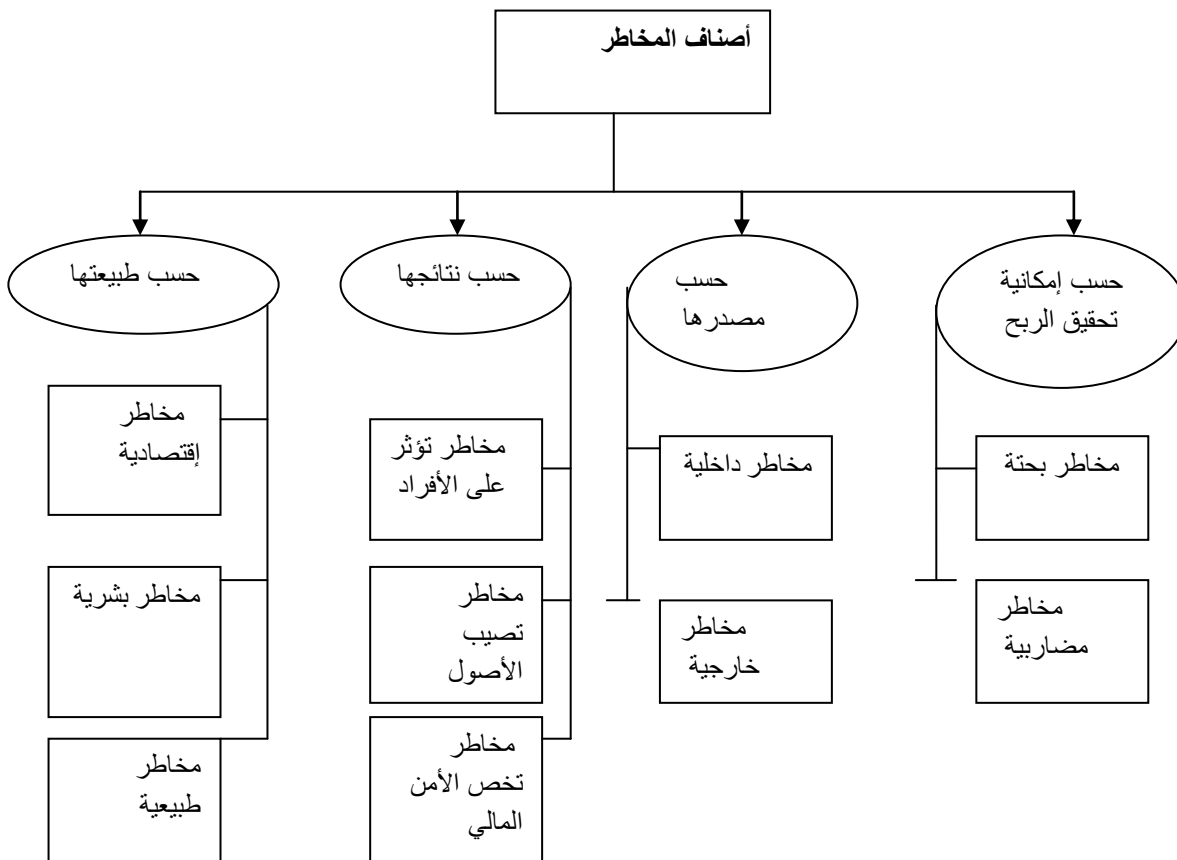 أصناف المخاطر
حسب إمكانية
تحقيق الربح
مخاطر بحتة
مخاطر
مضاربية
حسب
مصدرها
مخاطر داخلية
مخاطر
خارجية
حسب نتائجها
مخاطر تؤثر
على الأفراد
مخاطر
تصيب
الأصول
مخاطر
تخص الأمن
المالي
حسب طبيعتها
مخاطر
إقتصادية
مخاطر بشرية
مخاطر
طبيعية